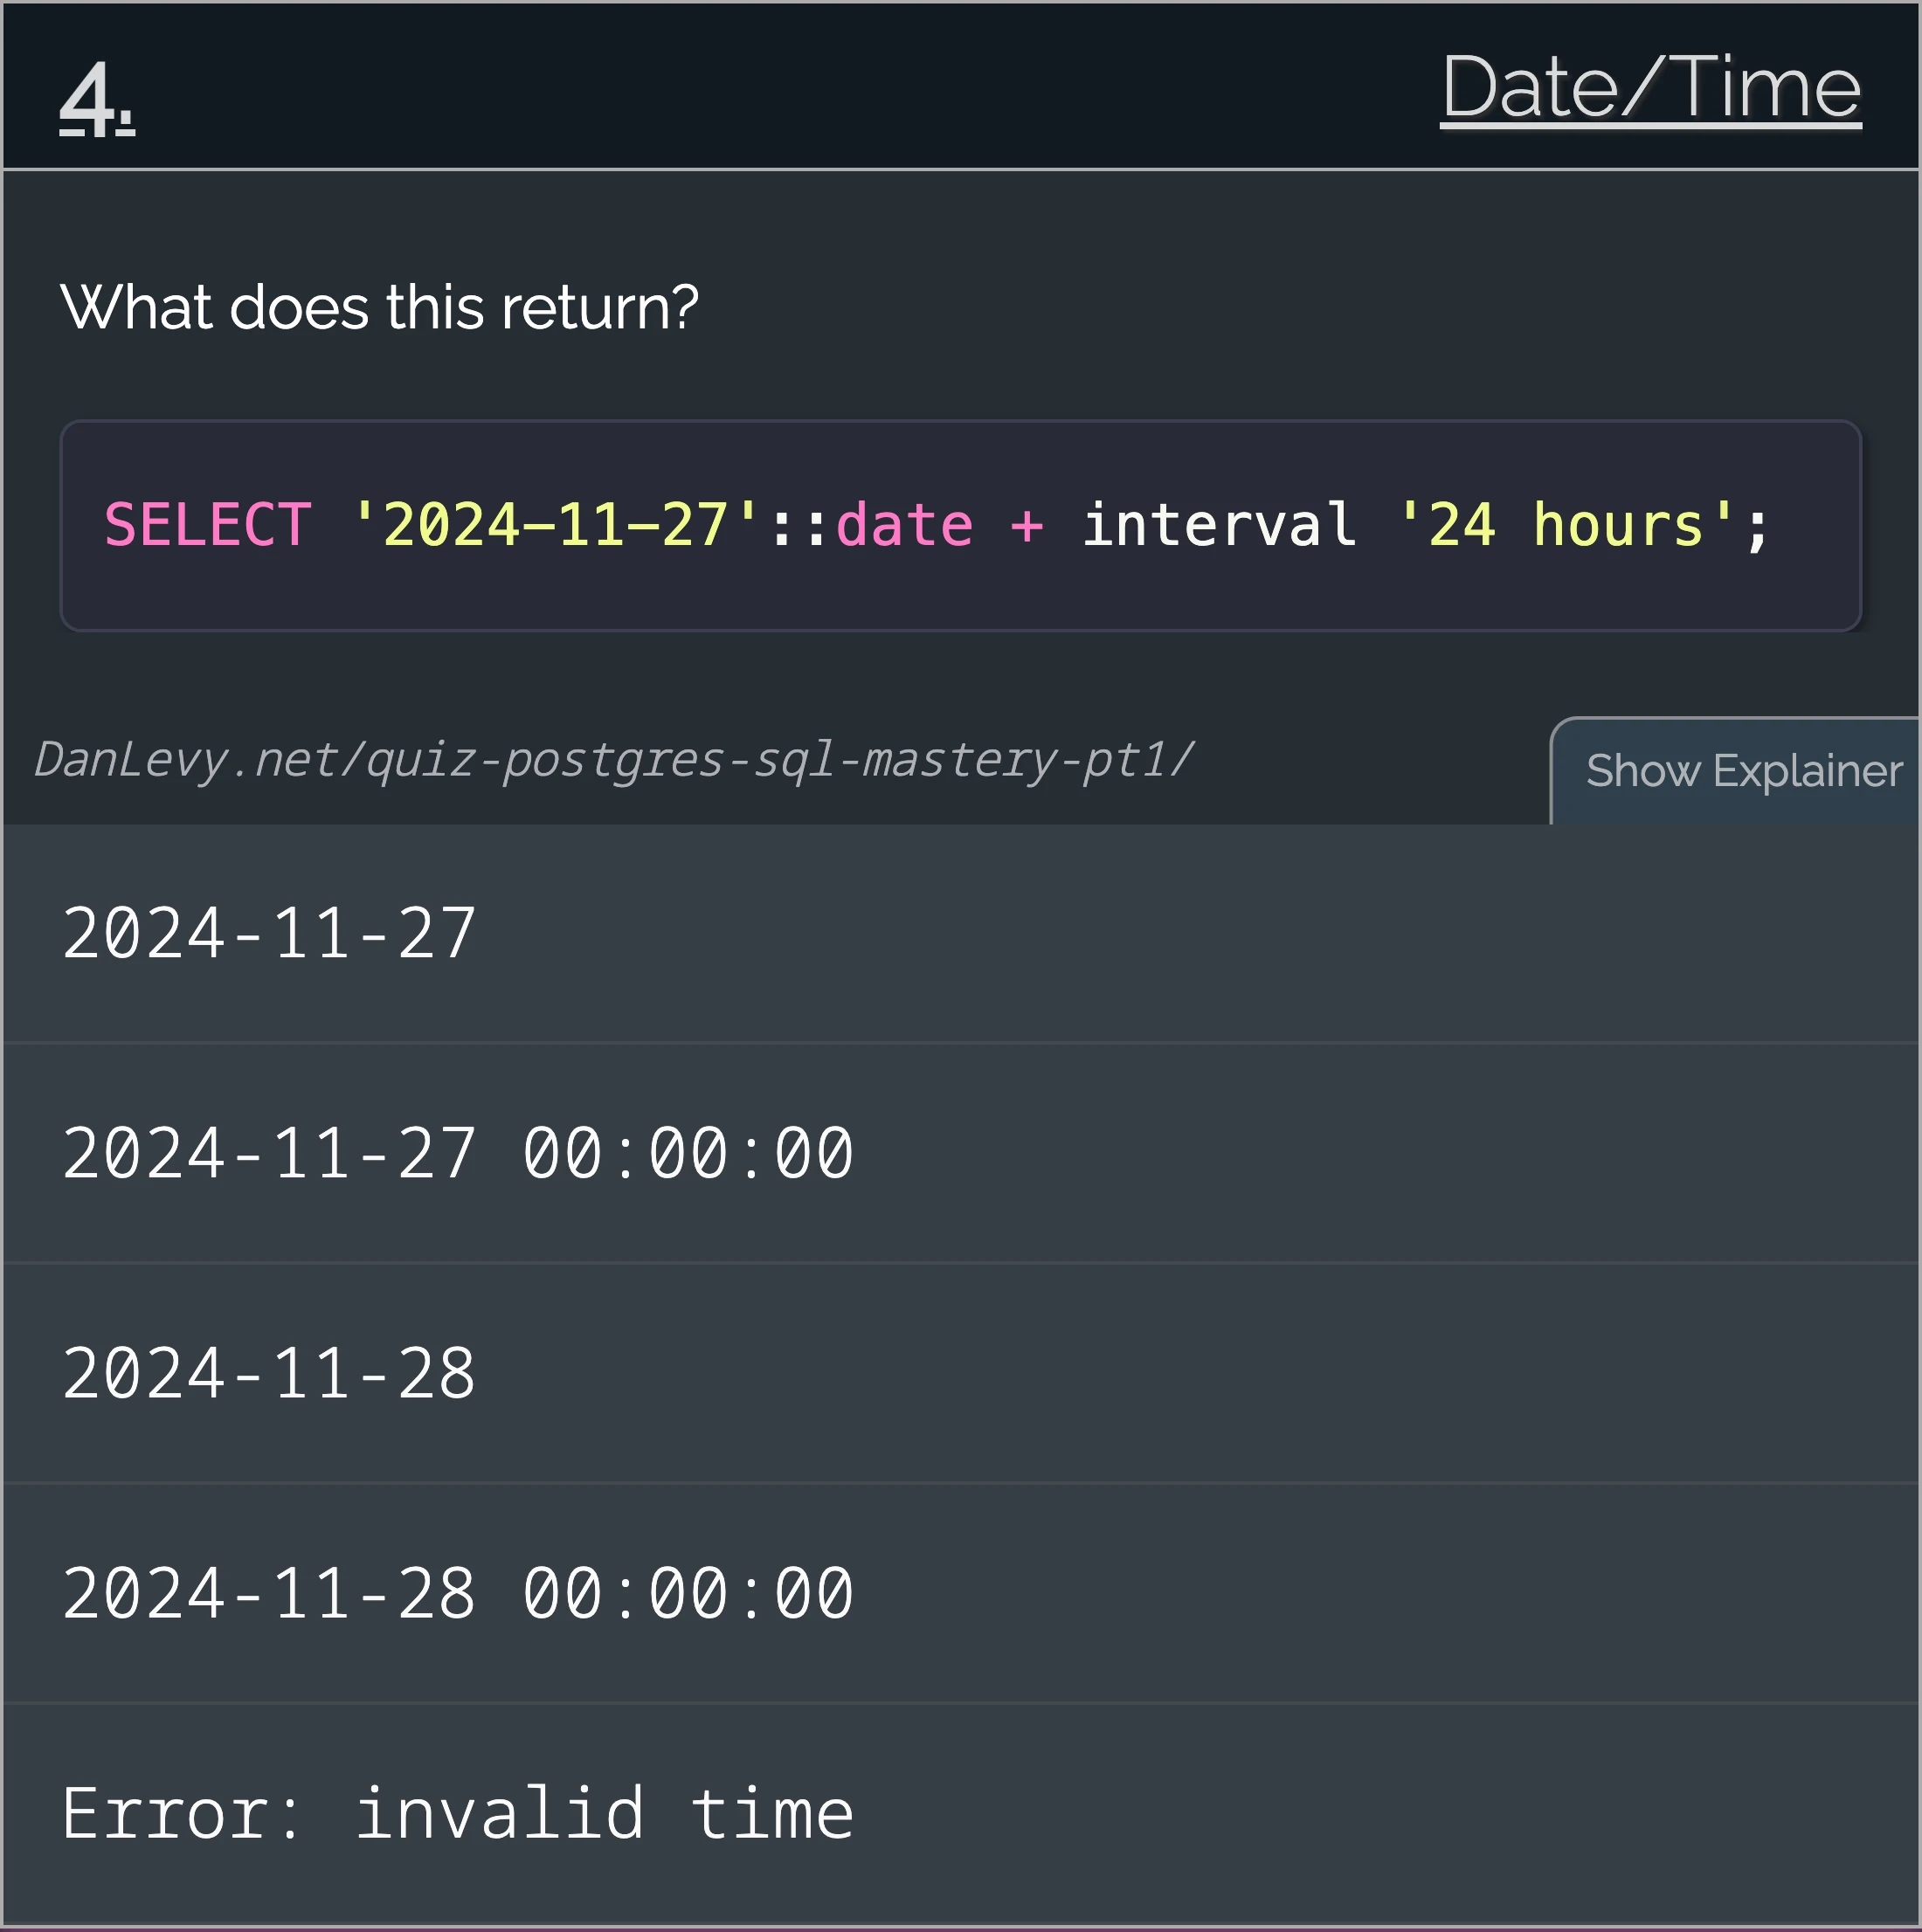 4.
Date/Time
What does this return?
SELECT '2024-11-27'::date + interval '24 hours';
DanLevy.net/quiz-postgres-sql-mastery-pt1/
Show Explainer
2024-11-27
2024-11-27 00:00:00
2024-11-28
2024-11-28 00:00:00
Error: invalid time